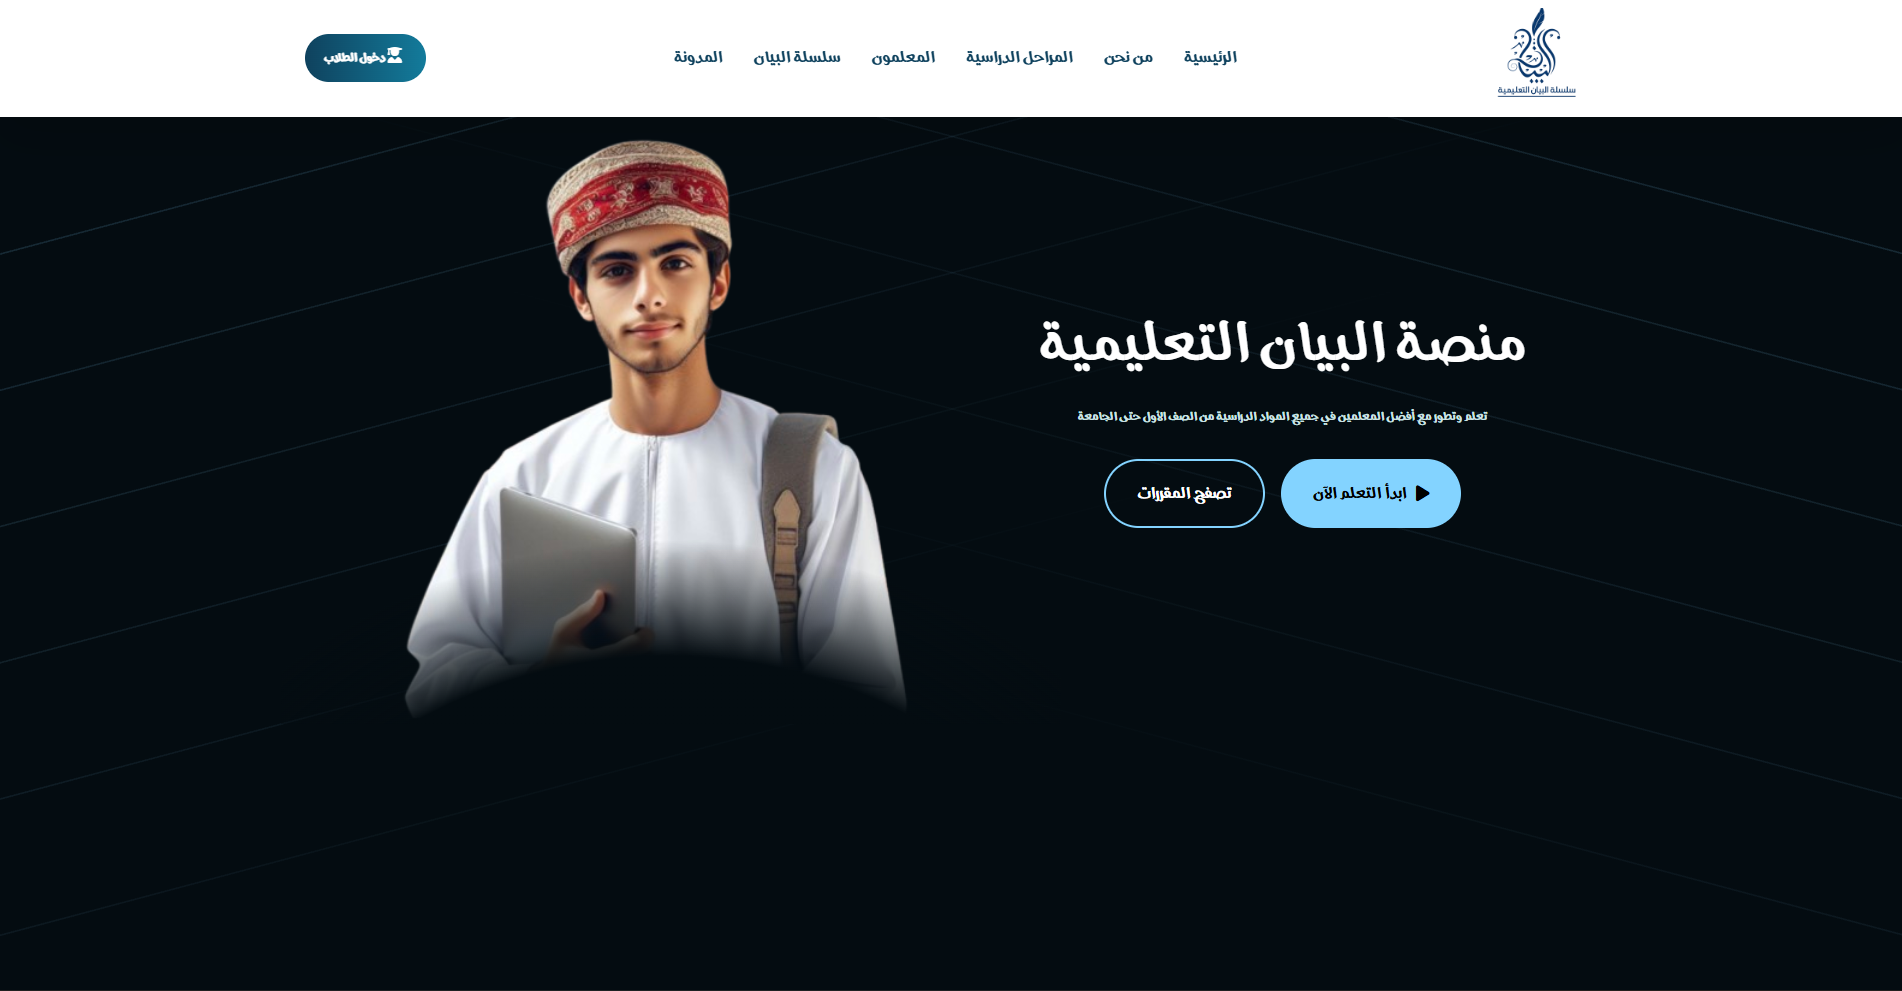 البيان
سلسلة البيان التعليمية
الرئيسية
من نحن
المراحل الدراسية
المعلمون
سلسلة البيان
المدونة
دخول الطلاب
منصة البيان التعليمية
تعلم وتطور مع أفضل المعلمين في جميع المواد الدراسية من الصف الأول حتى الجامعة
ابدأ التعلم الآن
تصفح المقررات